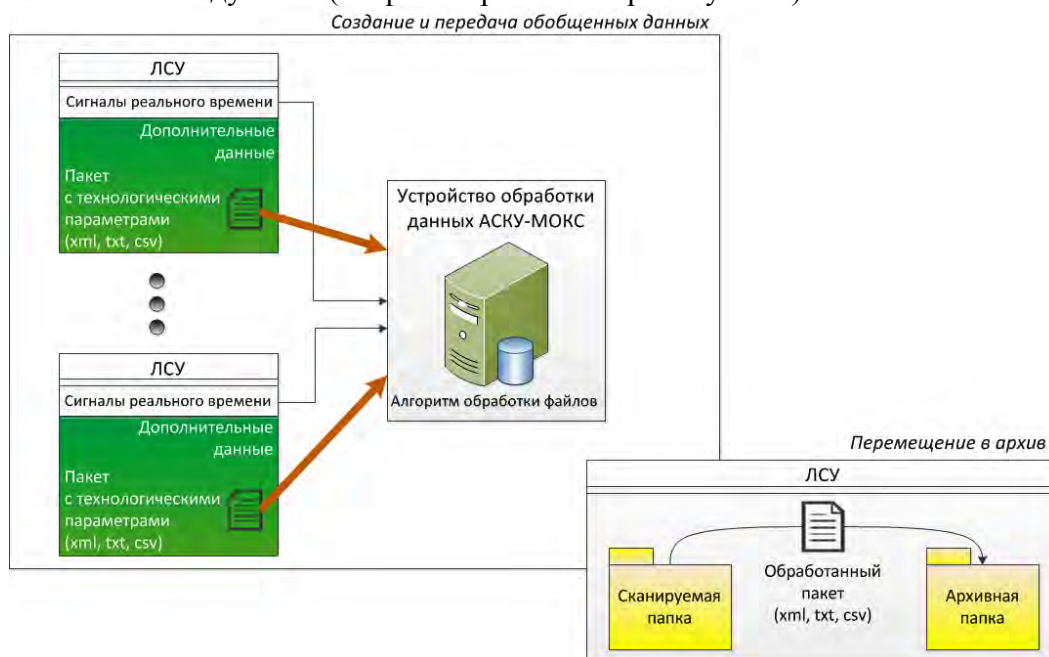 Создание и передача обобщенных данных
ЛСУ
Сигналы реального времени
Дополнительные
данные
Пакет
с технологическими
параметрами
(xml, txt, csv)
Устройство обработки
данных АСКУ-МОКС
Алгоритм обработки файлов
ЛСУ
Сигналы реального времени
Дополнительные
данные
Пакет
с технологическими
параметрами
(xml, txt, csv)
Перемещение в архив
ЛСУ
Сканируемая
папка
Обработанный
пакет
(xml, txt, csv)
Архивная
папка